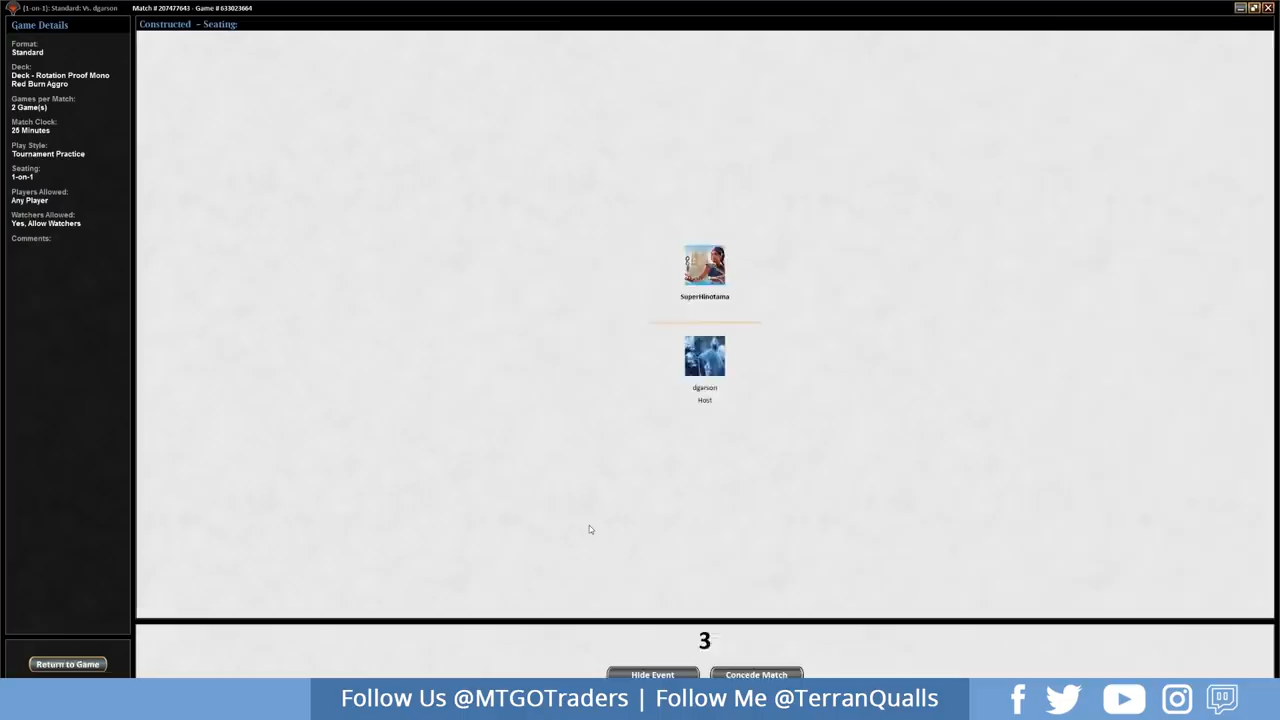 (1-on-1): Standard: Vs. dgarson
Match # 207477643 - Game # 633023664
Game Details
Constructed - Seating:
Format:
Standard
Deck:
Deck - Rotation Proof Mono
Red Burn Aggro
Games per Match:
2 Game(s)
Match Clock:
25 Minutes
Play Style:
Tournament Practice
Seating:
1-on-1
Players Allowed:
Any Player
Watchers Allowed:
Yes, Allow Watchers
Comments:
SuperHinotama
dgarson
Host
3
Return to Game
Hide Event
Concede Match
Follow Us @MTGOTraders | Follow Me @TerranQualls